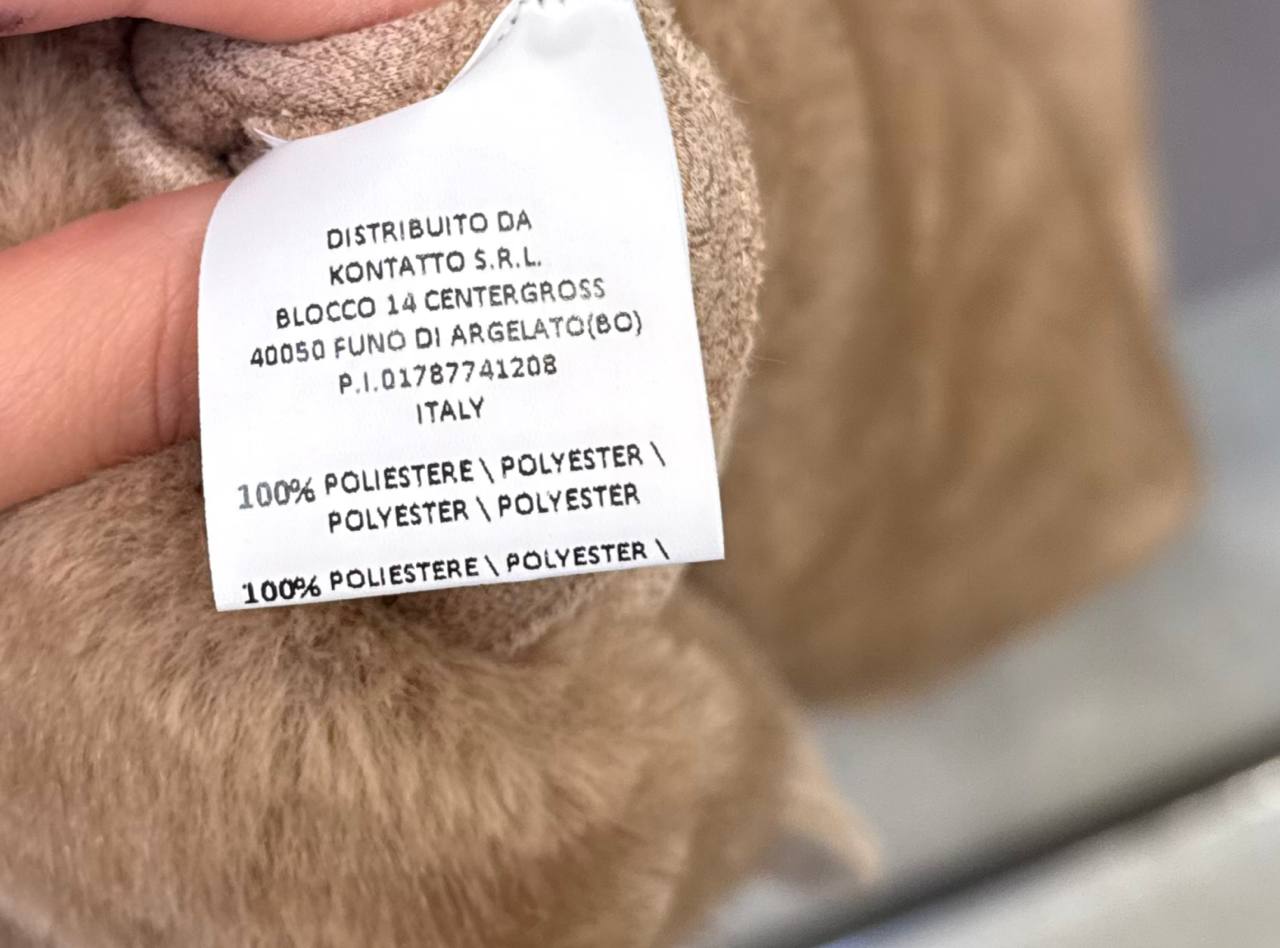 DISTRIBUITO DA
KONTATTO S.R.L.
BLOCCO 14 CENTERGROSS
40050 FUNO DI ARGELATO(BO)
P.I.01787741208
ITALY
100% POLIESTERE \ POLYESTER \
POLYESTER \ POLYESTER
100% POLIESTERE \ POLYESTER \